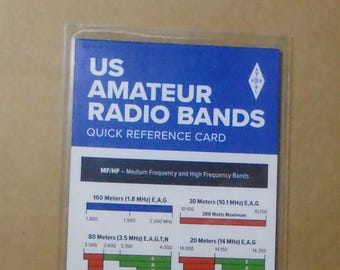 US
AMATEUR
RADIO BANDS
QUICK REFERENCE CARD
MF/HF – Medium Frequency and High Frequency Bands
160 Meters (1.8 MHz) E,A,G
1.800 1.900 2.000 MHz
30 Meters (10.1 MHz) E,A,G
10.100 10.150
200 Watts Maximum
80 Meters (3.5 MHz) E,A,G,T,N
3.500 3.600 3.700 4.000
E
20 Meters (14 MHz) E,A,G
14.000 14.150 14.350
E